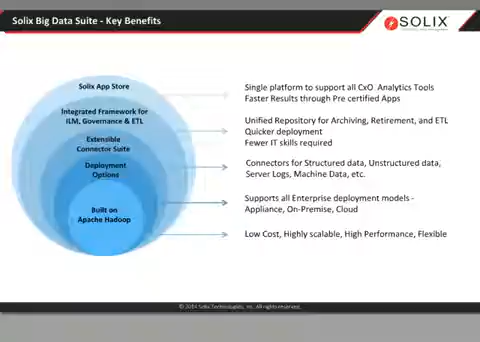 Solix Big Data Suite - Key Benefits
SOLIX
Solix App Store
Single platform to support all CxO Analytics Tools
Faster Results through Pre certified Apps
Integrated Framework for
ILM, Governance & ETL
Unified Repository for Archiving, Retirement, and ETL
Quicker deployment
Fewer IT skills required
Extensible
Connector Suite
Connectors for Structured data, Unstructured data,
Server Logs, Machine Data, etc.
Deployment
Options
Supports all Enterprise deployment models -
Appliance, On-Premise, Cloud
Built on
Apache Hadoop
Low Cost, Highly scalable, High Performance, Flexible
© 2014 Solix Technologies, Inc. All rights reserved.